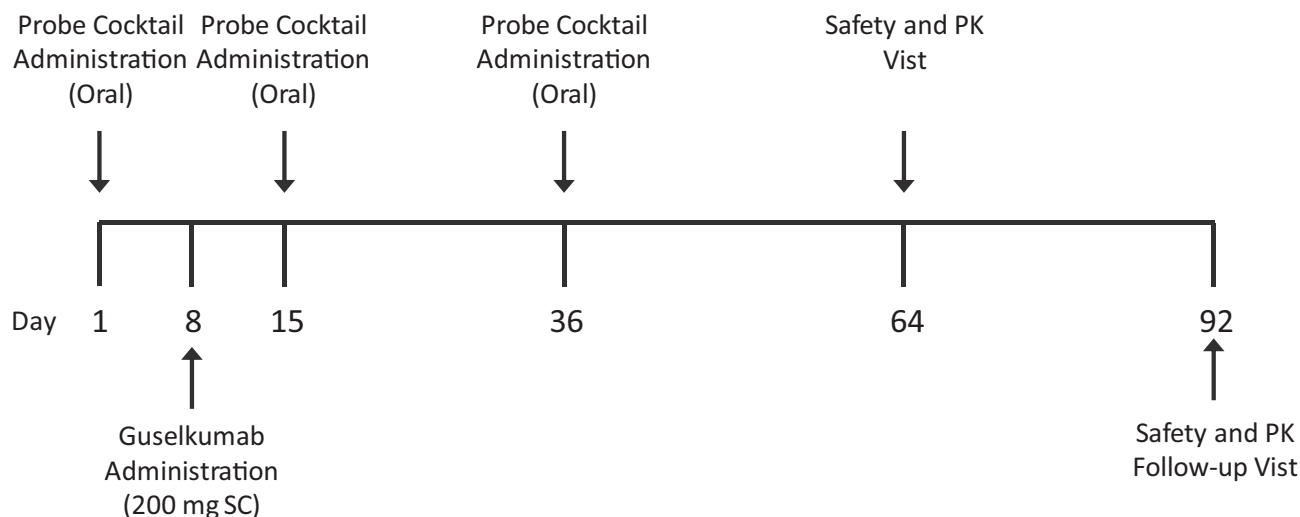 Probe Cocktail
Administration
(Oral)
Probe Cocktail
Administration
(Oral)
Probe Cocktail
Administration
(Oral)
Safety and PK
Vist
Day 1 8 15 36 64 92
Guselkumab
Administration
(200 mg SC)
Safety and PK
Follow-up Vist